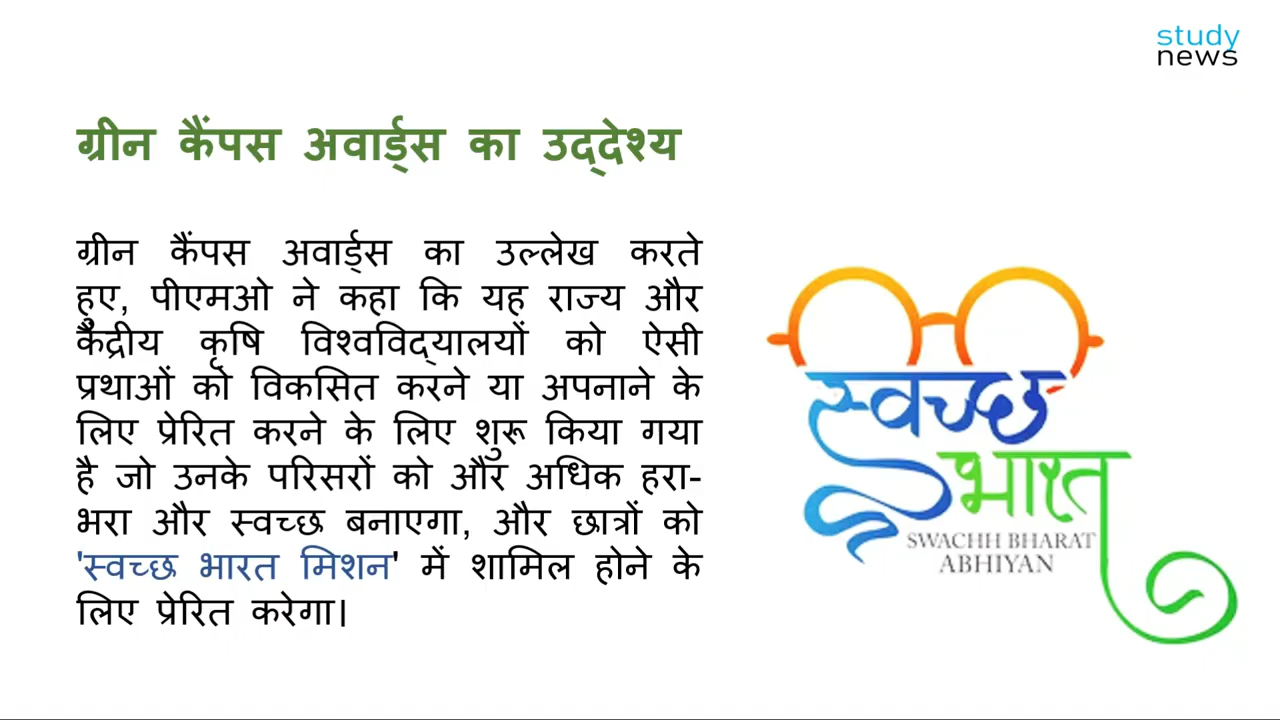 study
news
ग्रीन कैंपस अवार्ड्स का उद्देश्य
ग्रीन कैंपस अवार्ड्स का उल्लेख करते
हुए, पीएमओ ने कहा कि यह राज्य और
केंद्रीय कृषि विश्वविद्यालयों को ऐसी
प्रथाओं को विकसित करने या अपनाने के
लिए प्रेरित करने के लिए शुरू किया गया
है जो उनके परिसरों को और अधिक हरा-
भरा और स्वच्छ बनाएगा, और छात्रों को
'स्वच्छ भारत मिशन' में शामिल होने के
लिए प्रेरित करेगा।
स्वच्छ
भारत
SWACHH BHARAT
ABHIYAN